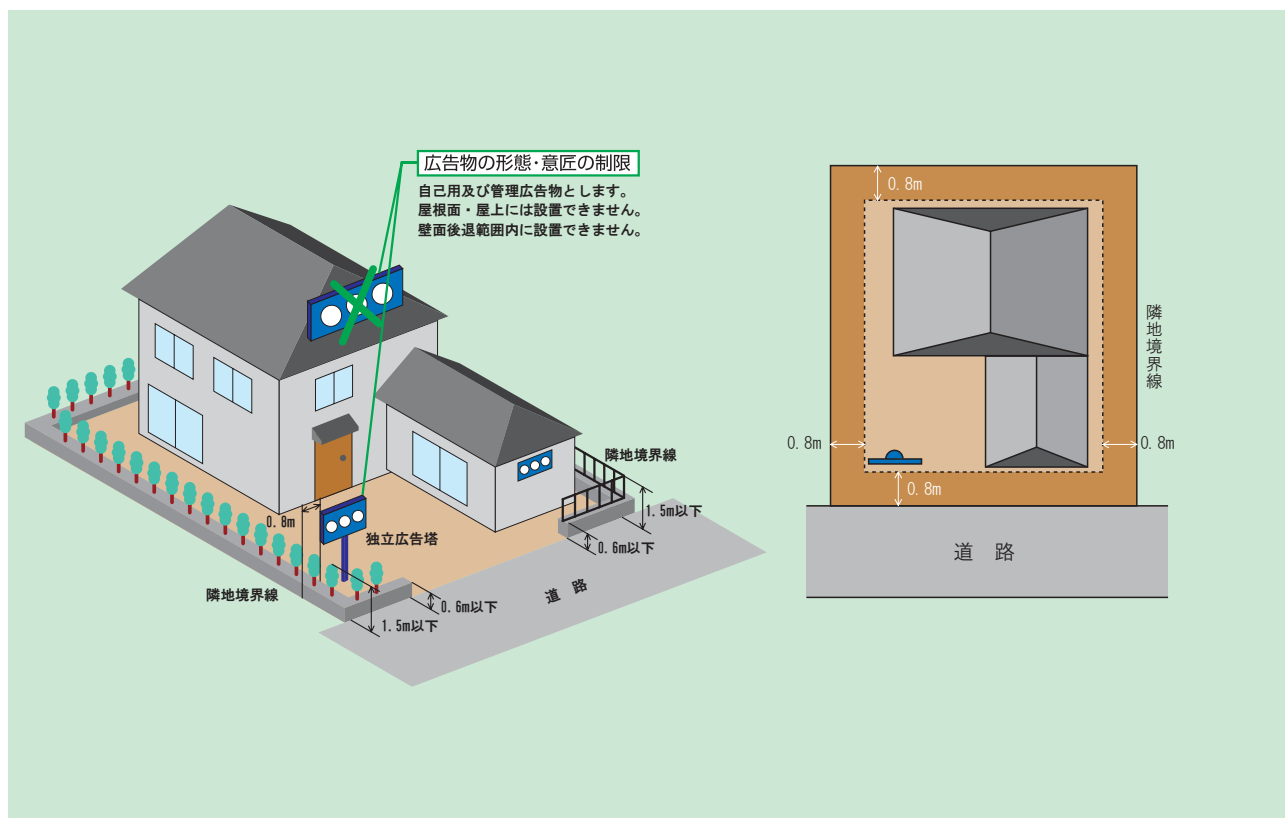 広告物の形態・意匠の制限
自己用及び管理広告物とします。
屋根面・屋上には設置できません。
壁面後退範囲内に設置できません。
隣地境界線
1.5m以下
0.6m以下
0.8m
独立広告塔
隣地境界線
道路
0.6m以下
1.5m以下
0.8m
隣地境界線
0.8m
0.8m
0.8m
道 路